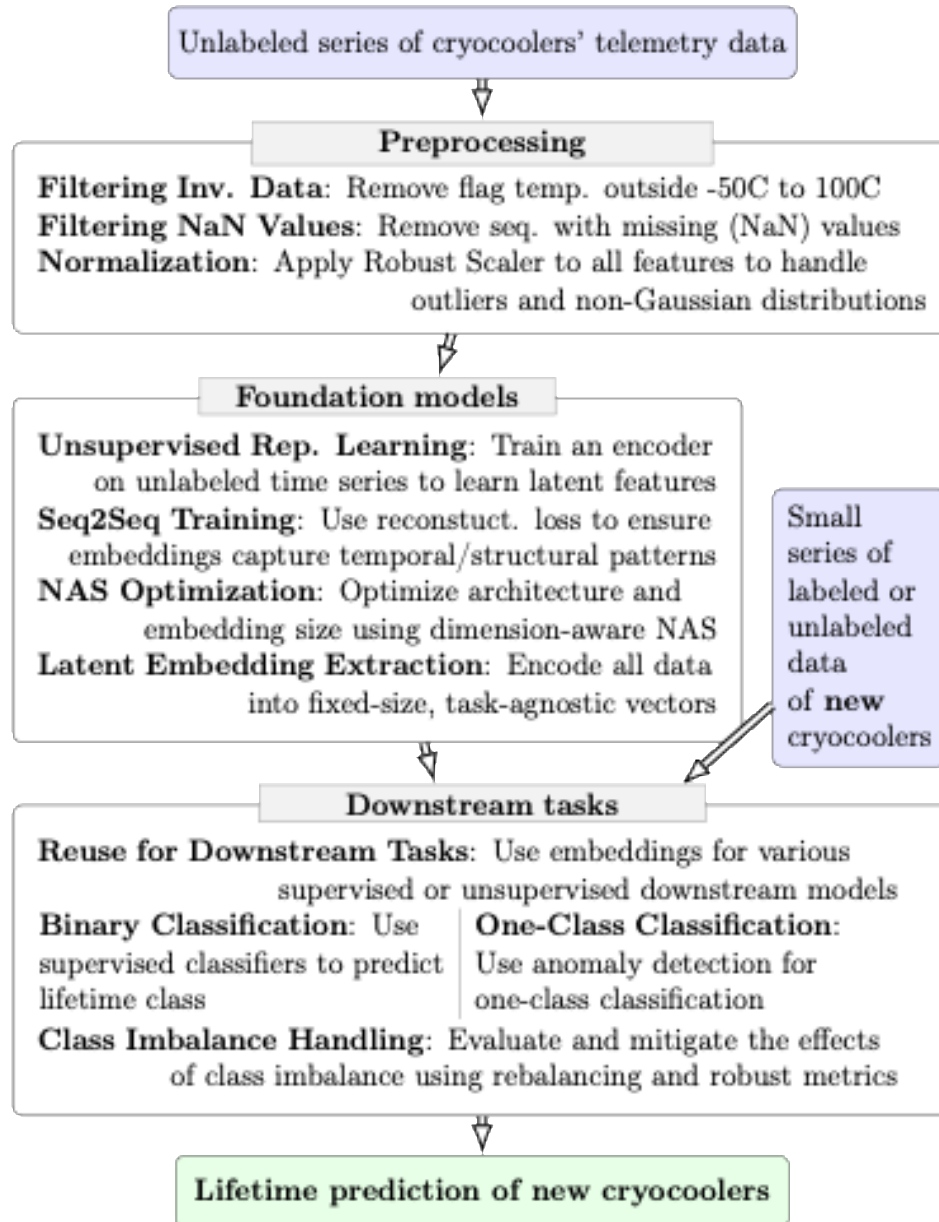 Unlabeled series of cryocoolers' telemetry data
Preprocessing
Filtering Inv. Data: Remove flag temp. outside -50C to 100C
Filtering NaN Values: Remove seq. with missing (NaN) values
Normalization: Apply Robust Scaler to all features to handle
outliers and non-Gaussian distributions
Foundation models
Unsupervised Rep. Learning: Train an encoder
on unlabeled time series to learn latent features
Seq2Seq Training: Use reconstuct. loss to ensure
embeddings capture temporal/structural patterns
NAS Optimization: Optimize architecture and
embedding size using dimension-aware NAS
Latent Embedding Extraction: Encode all data
into fixed-size, task-agnostic vectors
Small
series of
labeled or
unlabeled
data
of new
cryocoolers
Downstream tasks
Reuse for Downstream Tasks: Use embeddings for various
supervised or unsupervised downstream models
Binary Classification: Use
supervised classifiers to predict
lifetime class
One-Class Classification:
Use anomaly detection for
one-class classification
Class Imbalance Handling: Evaluate and mitigate the effects
of class imbalance using rebalancing and robust metrics
Lifetime prediction of new cryocoolers